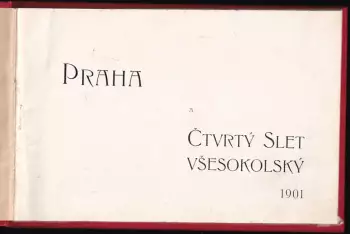 PRAHA
A
ČTVRTÝ SLET
VŠESOKOLSKÝ
1901